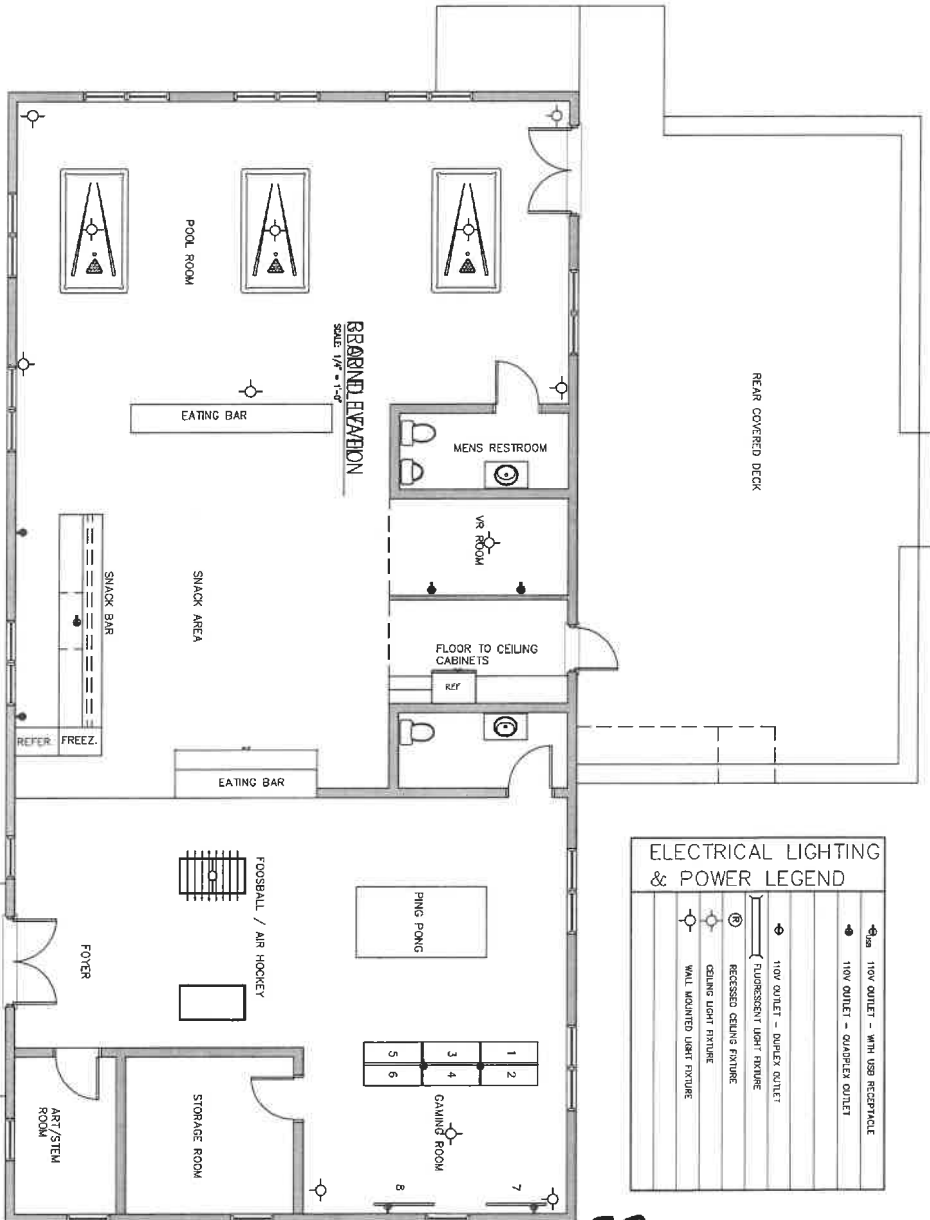 POOL ROOM
SCALE: 1/4" = 1'-0"
EATING BAR
MENS RESTROOM
REAR COVERED DECK
VR ROOM
SNACK BAR
SNACK AREA
FLOOR TO CEILING
CABINETS
REF
REFER.
FREEZ.
EATING BAR
FOOSBALL / AIR HOCKEY
PING PONG
FOYER
1
2
3
4
5
6
GAMING ROOM
7
8
STORAGE ROOM
ART/STEM
ROOM
ELECTRICAL LIGHTING
& POWER LEGEND
USB
110V OUTLET - WITH USB RECEPTACLE
110V OUTLET - QUADPLEX OUTLET
110V OUTLET - DUPLEX OUTLET
FLUORESCENT LIGHT FIXTURE
R
RECESSED CEILING FIXTURE
CEILING LIGHT FIXTURE
WALL MOUNTED LIGHT FIXTURE